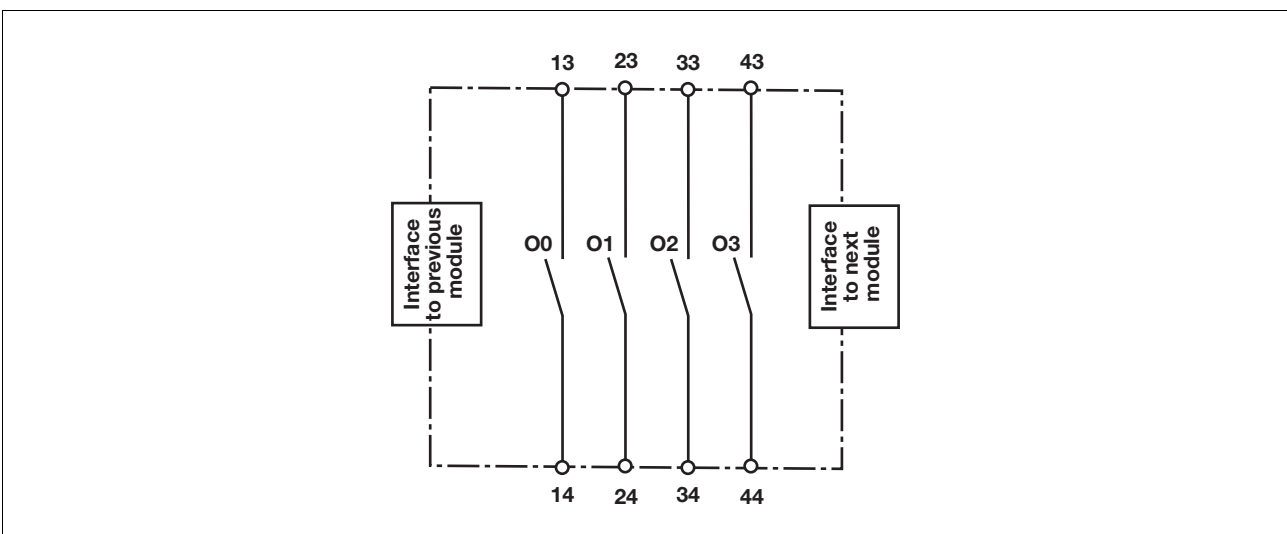 13 23 33 43
Interface
to previous
module
O0 O1 O2 O3
Interface
to next
module
14 24 34 44